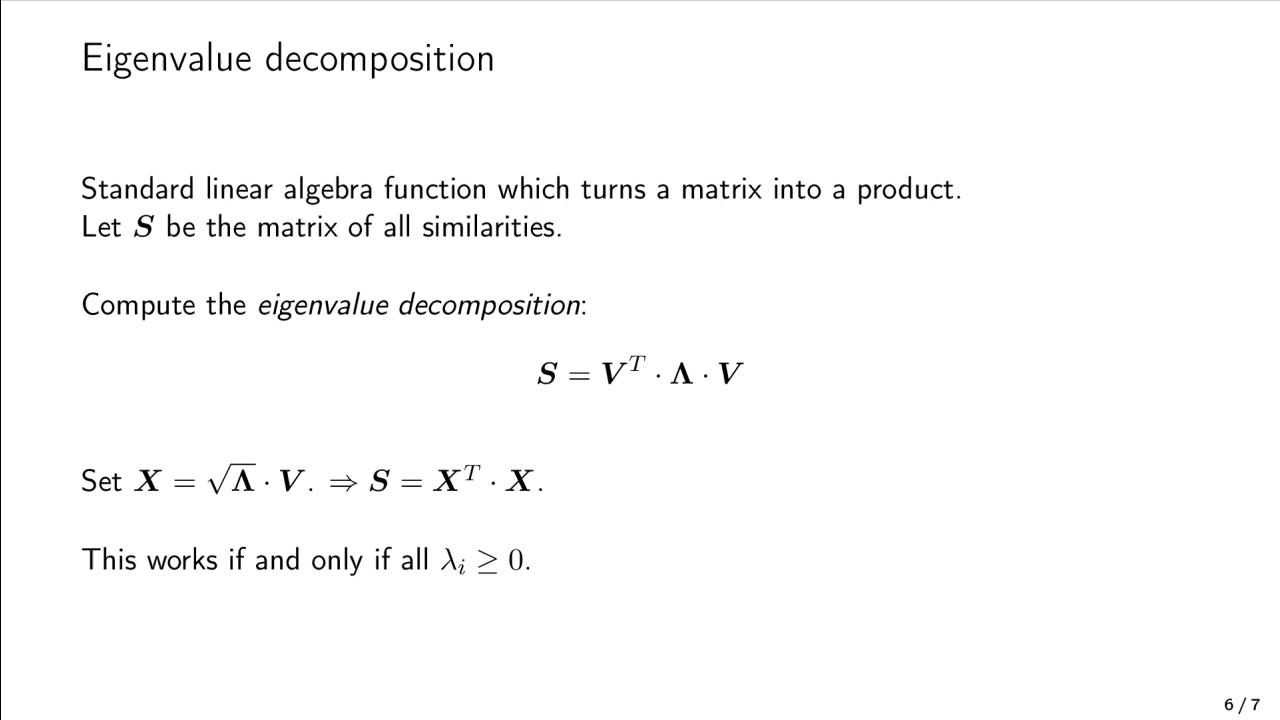 Eigenvalue decomposition
Standard linear algebra function which turns a matrix into a product.
Let S be the matrix of all similarities.
Compute the eigenvalue decomposition:
S = V^T · Λ · V
Set X = √Λ · V. ⇒ S = X^T · X.
This works if and only if all λ_i ≥ 0.
6 / 7